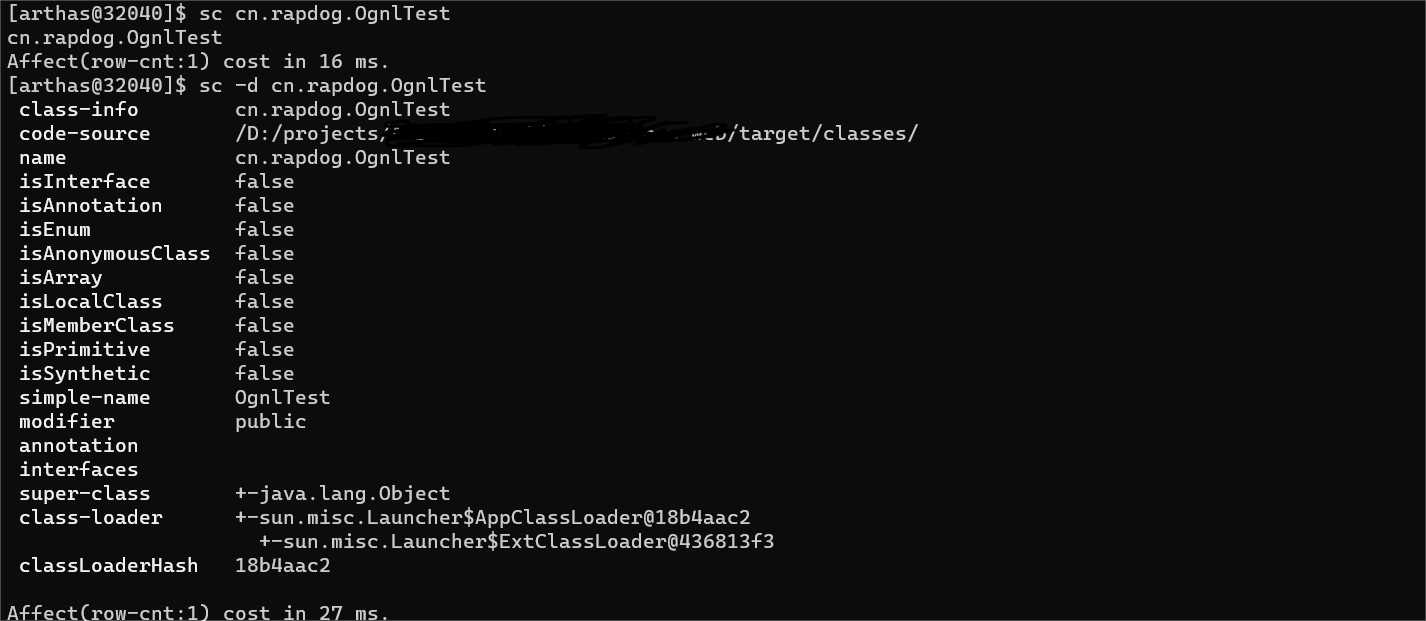 [arthas@32040]$ sc cn.rapdog.OgnlTest
cn.rapdog.OgnlTest
Affect(row-cnt:1) cost in 16 ms.
[arthas@32040]$ sc -d cn.rapdog.OgnlTest
class-info cn.rapdog.OgnlTest
code-source /D:/projects/ /target/classes/
name cn.rapdog.OgnlTest
isInterface false
isAnnotation false
isEnum false
isAnonymousClass false
isArray false
isLocalClass false
isMemberClass false
isPrimitive false
isSynthetic false
simple-name OgnlTest
modifier public
annotation
interfaces
super-class +-java.lang.Object
class-loader +-sun.misc.Launcher$AppClassLoader@18b4aac2
+-sun.misc.Launcher$ExtClassLoader@436813f3
classLoaderHash 18b4aac2
Affect(row-cnt:1) cost in 27 ms.